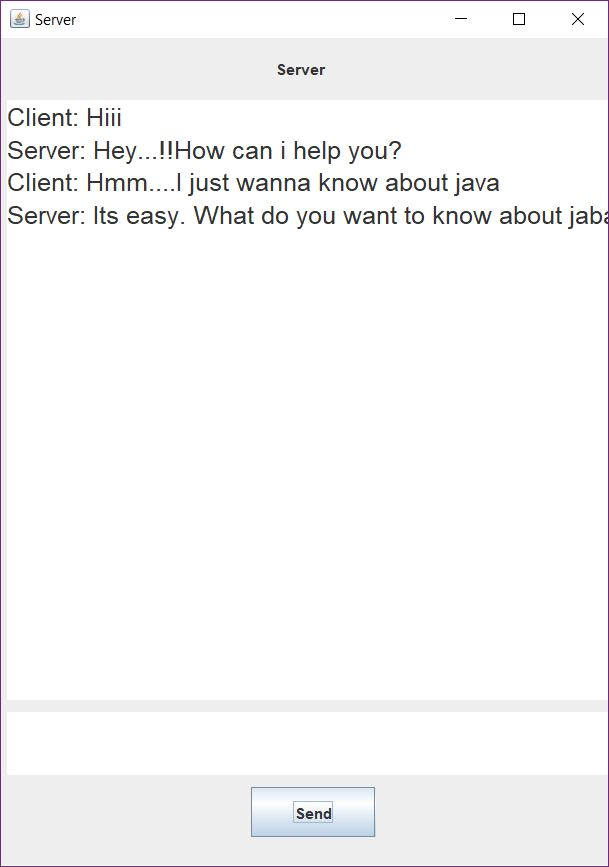 Server
Server
Client: Hiii
Server: Hey...!!How can i help you?
Client: Hmm....I just wanna know about java
Server: Its easy. What do you want to know about jaba
Send